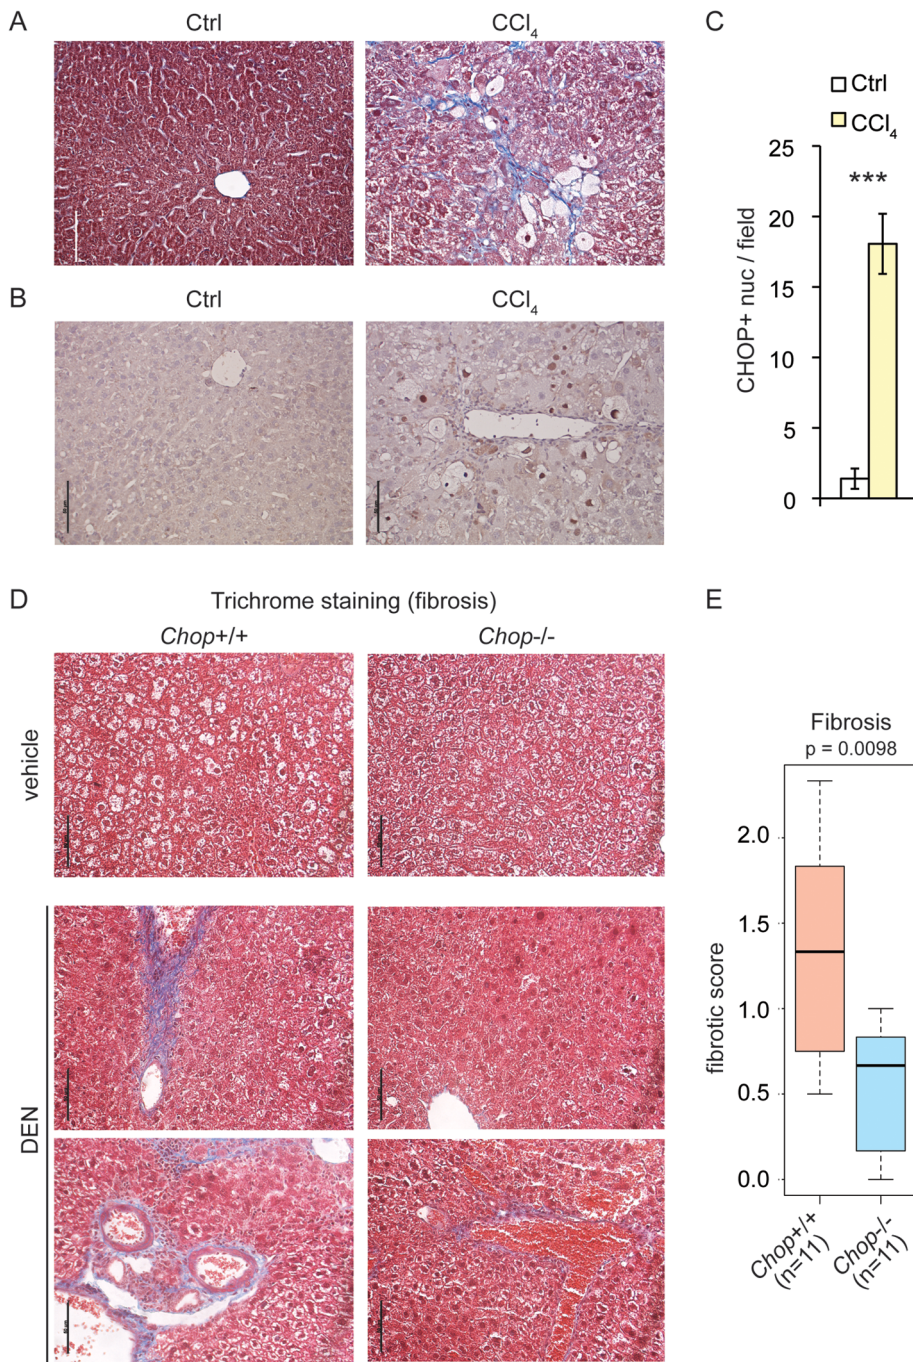 A
Ctrl
CCl4
C
Ctrl
CCl4
CHOP+ nuc / field
25
20
15
10
5
0
***
B
Ctrl
CCl4
D
Trichrome staining (fibrosis)
Chop+/+
Chop-/-
vehicle
DEN
E
Fibrosis
p = 0.0098
fibrotic score
2.0
1.5
1.0
0.5
0.0
Chop+/+
(n=11)
Chop-/-
(n=11)